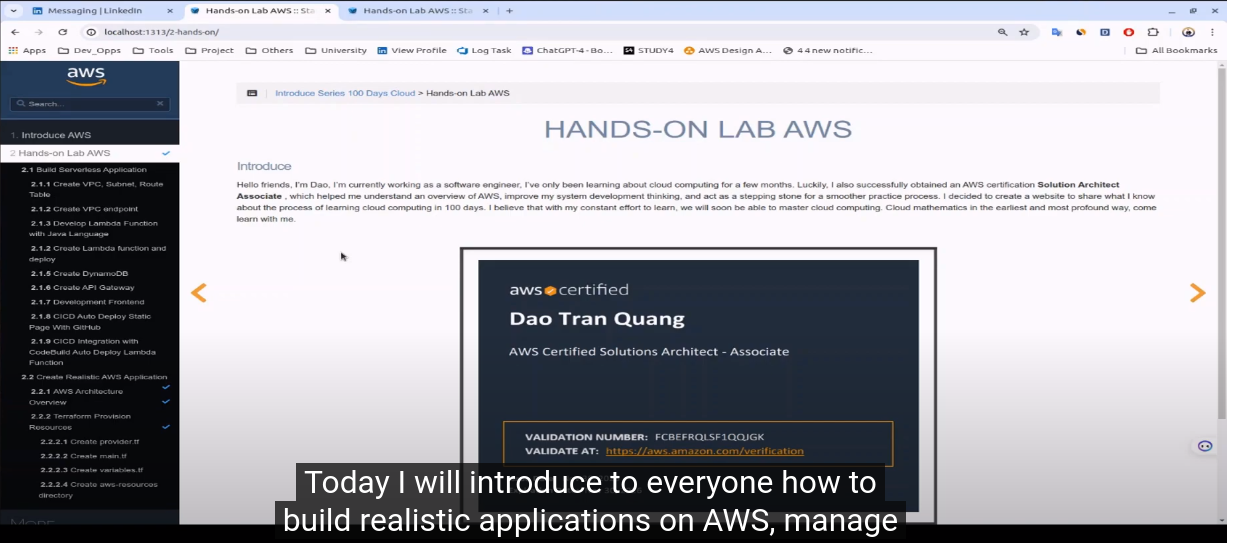 Messaging | LinkedIn
Hands-on Lab AWS :: Sta
Hands-on Lab AWS :: Sta
localhost:1313/2-hands-on/
Apps
Dev_Opps
Tools
Project
Others
University
View Profile
Log Task
ChatGPT-4 - Bo...
STUDY4
AWS Design A...
4 4 new notific...
All Bookmarks
aws
Search...
1. Introduce AWS
2 Hands-on Lab AWS
2.1 Build Serverless Application
2.1.1 Create VPC, Subnet, Route
Table
2.1.2 Create VPC endpoint
2.1.3 Develop Lambda Function
with Java Language
2.1.2 Create Lambda function and
deploy
2.1.5 Create DynamoDB
2.1.6 Create API Gateway
2.1.7 Development Frontend
2.1.8 CICD Auto Deploy Static
Page With GitHub
2.1.9 CICD Integration with
CodeBuild Auto Deploy Lambda
Function
2.2 Create Realistic AWS Application
2.2.1 AWS Architecture
Overview
2.2.2 Terraform Provision
Resources
2.2.2.1 Create provider.tf
2.2.2.2 Create main.tf
2.2.2.3 Create variables.tf
2.2.2.4 Create aws-resources
directory
Introduce Series 100 Days Cloud > Hands-on Lab AWS
HANDS-ON LAB AWS
Introduce
Hello friends, I'm Dao, I'm currently working as a software engineer, I've only been learning about cloud computing for a few months. Luckily, I also successfully obtained an AWS certification Solution Architect
Associate , which helped me understand an overview of AWS, improve my system development thinking, and act as a stepping stone for a smoother practice process. I decided to create a website to share what I know
about the process of learning cloud computing in 100 days. I believe that with my constant effort to learn, we will soon be able to master cloud computing. Cloud mathematics in the earliest and most profound way, come
learn with me.
aws certified
Dao Tran Quang
AWS Certified Solutions Architect - Associate
VALIDATION NUMBER: FCBEFRQLSF1QQJGK
VALIDATE AT: https://aws.amazon.com/verification
Today I will introduce to everyone how to
build realistic applications on AWS, manage